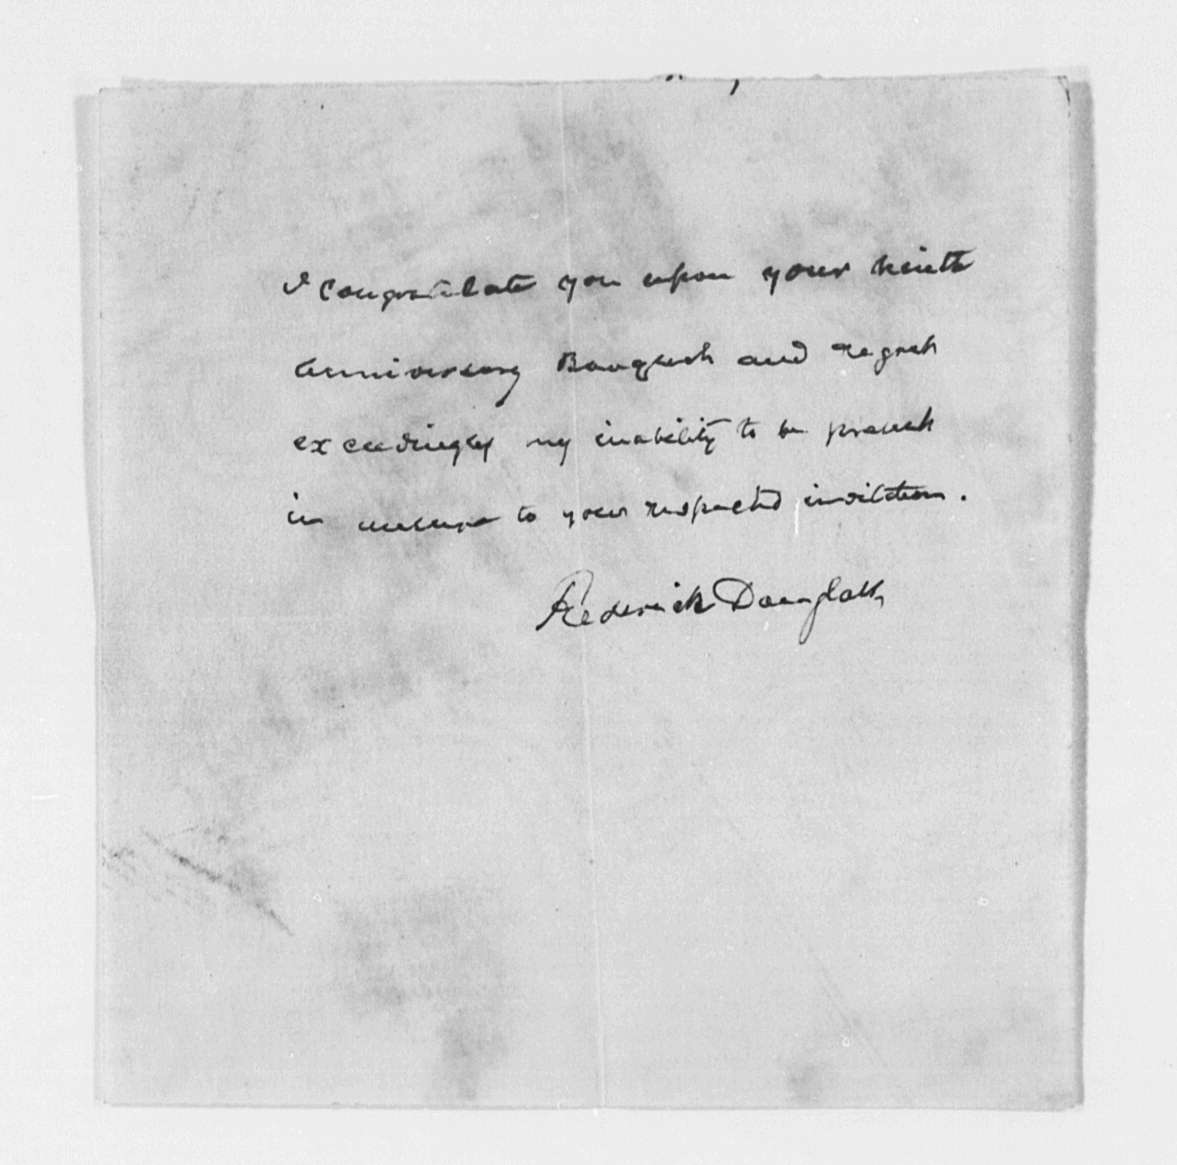 I congratulate you upon your ninth
anniversary Banquet and regret
exceedingly my inability to be present
in answer to your respected invitation.
Frederick Douglass